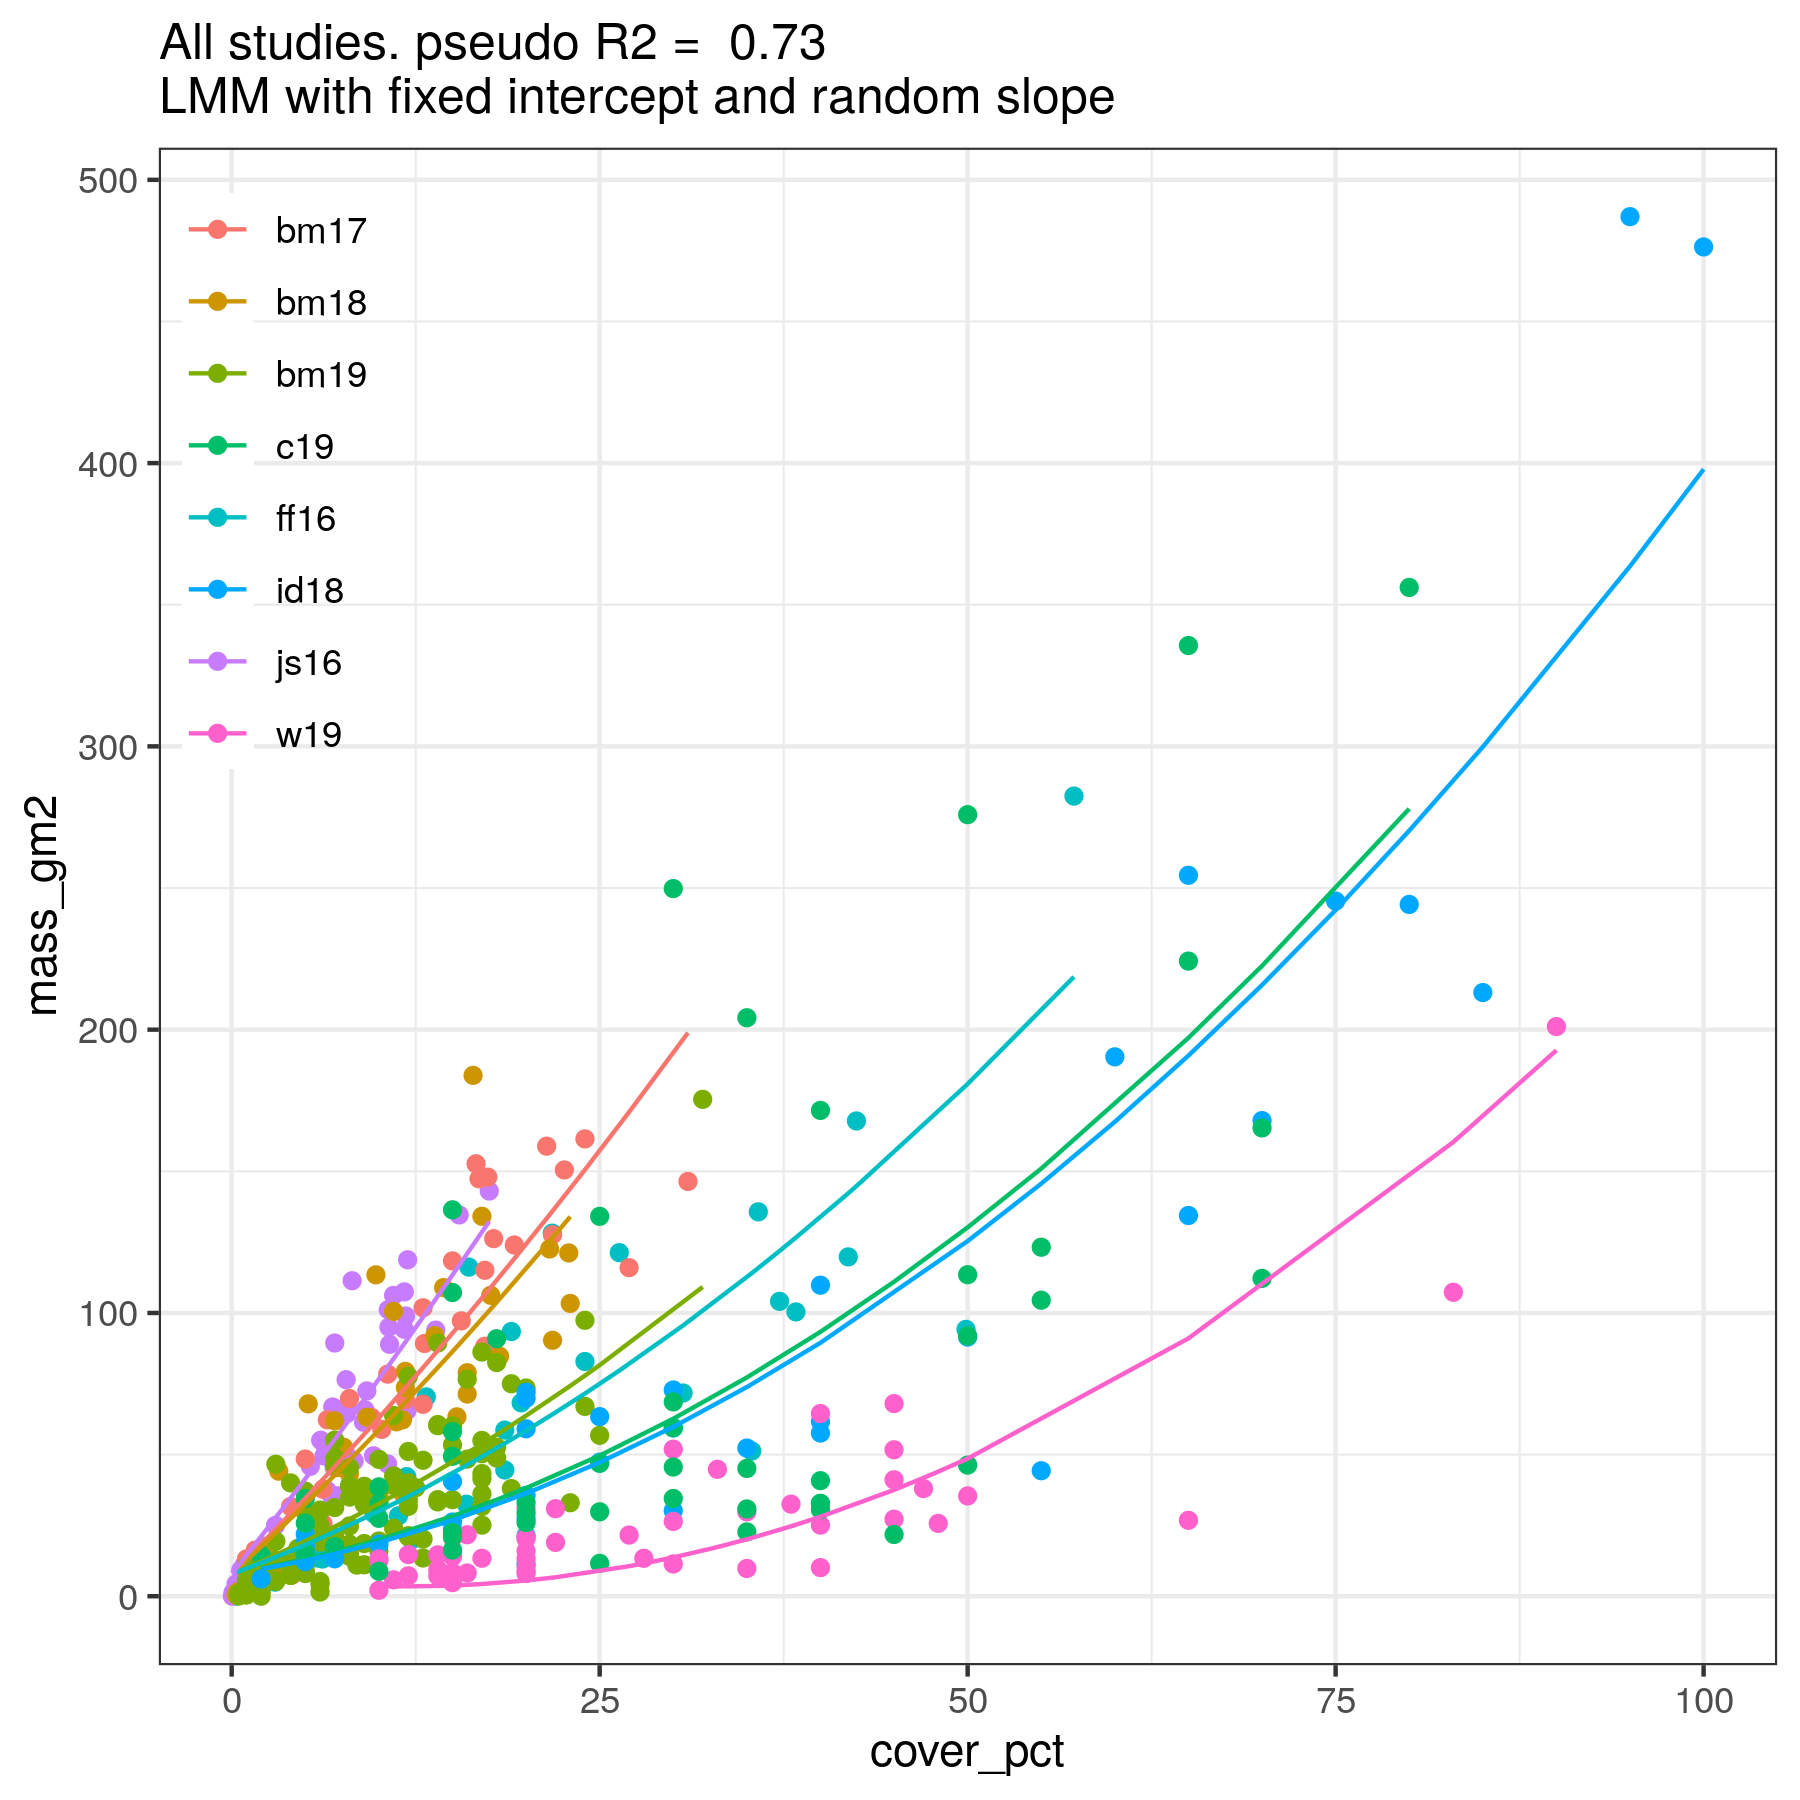 All studies. pseudo R2 =  0.73
LMM with fixed intercept and random slope
500
400
300
200
100
0
mass_gm2
bm17
bm18
bm19
c19
ff16
id18
js16
w19
0 25 50 75 100
cover_pct